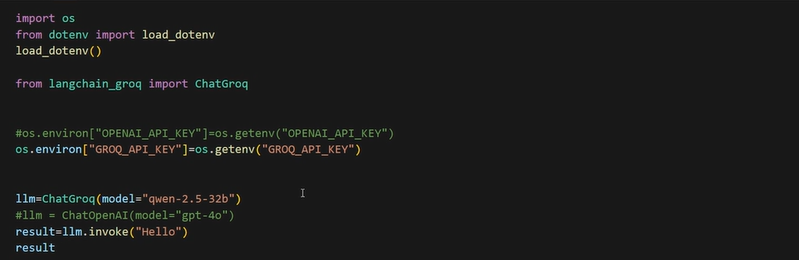 import os
from dotenv import load_dotenv
load_dotenv()
from langchain_groq import ChatGroq
#os.environ["OPENAI_API_KEY"]=os.getenv("OPENAI_API_KEY")
os.environ["GROQ_API_KEY"]=os.getenv("GROQ_API_KEY")
llm=ChatGroq(model="qwen-2.5-32b")
#llm = ChatOpenAI(model="gpt-4o")
result=llm.invoke("Hello")
result